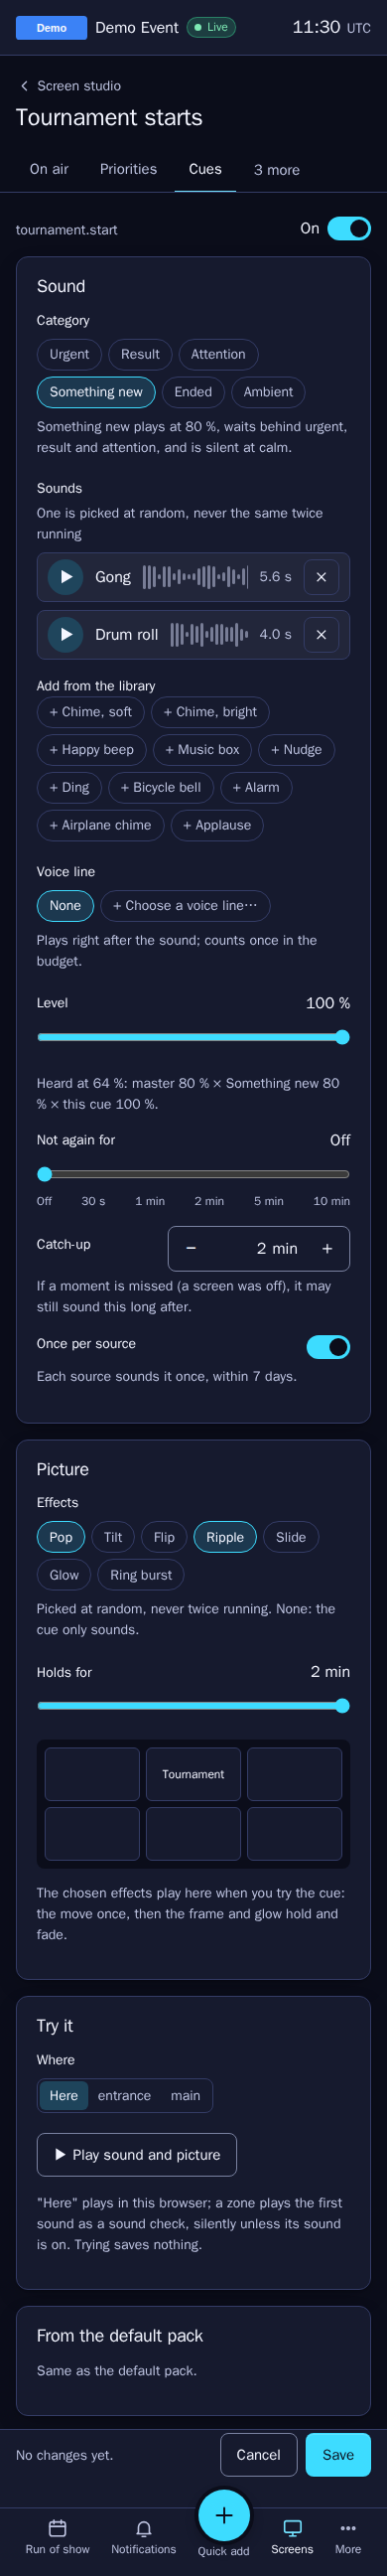 Demo Demo Event Live 11:30 UTC
Screen studio
Tournament starts
On air Priorities Cues 3 more
tournament.start On
Sound
Category
Urgent Result Attention
Something new Ended Ambient
Something new plays at 80 %, waits behind urgent,
result and attention, and is silent at calm.
Sounds
One is picked at random, never the same twice
running
Gong 5.6 s ×
Drum roll 4.0 s ×
Add from the library
+ Chime, soft + Chime, bright
+ Happy beep + Music box + Nudge
+ Ding + Bicycle bell + Alarm
+ Airplane chime + Applause
Voice line
None + Choose a voice line…
Plays right after the sound; counts once in the
budget.
Level 100 %
Heard at 64 %: master 80 % × Something new 80
% × this cue 100 %.
Not again for Off
Off 30 s 1 min 2 min 5 min 10 min
Catch-up − 2 min +
If a moment is missed (a screen was off), it may
still sound this long after.
Once per source
Each source sounds it once, within 7 days.
Picture
Effects
Pop Tilt Flip Ripple Slide
Glow Ring burst
Picked at random, never twice running. None: the
cue only sounds.
Holds for 2 min
Tournament
The chosen effects play here when you try the cue:
the move once, then the frame and glow hold and
fade.
Try it
Where
Here entrance main
Play sound and picture
"Here" plays in this browser; a zone plays the first
sound as a sound check, silently unless its sound
is on. Trying saves nothing.
From the default pack
Same as the default pack.
No changes yet. Cancel Save
Run of show Notifications Quick add Screens More